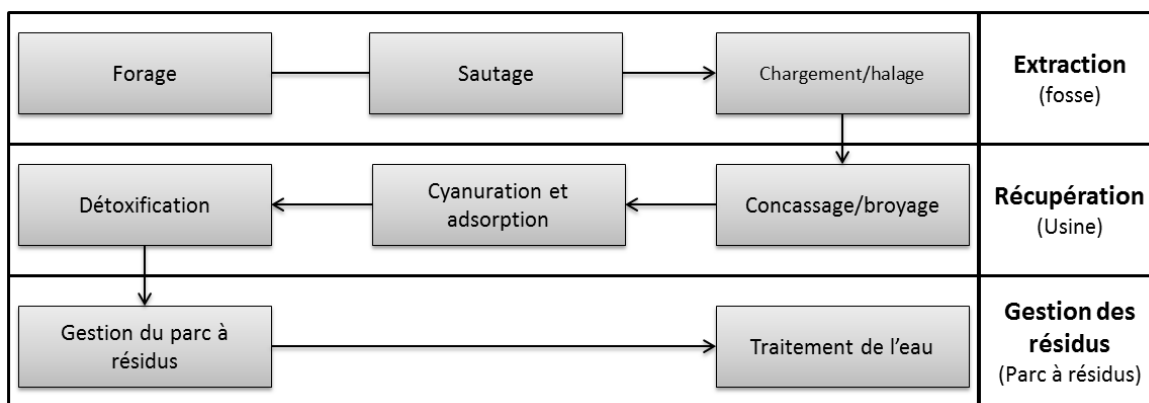 Forage
Sautage
Chargement/halage
Extraction
(fosse)
Détoxification
Cyanuration et
adsorption
Concassage/broyage
Récupération
(Usine)
Gestion du parc à
résidus
Traitement de l’eau
Gestion des
résidus
(Parc à résidus)